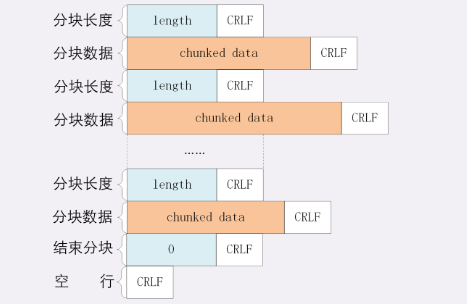 分块长度 length CRLF
分块数据 chunked data CRLF
分块长度 length CRLF
分块数据 chunked data CRLF
……
分块长度 length CRLF
分块数据 chunked data CRLF
结束分块 0 CRLF
空 行 CRLF